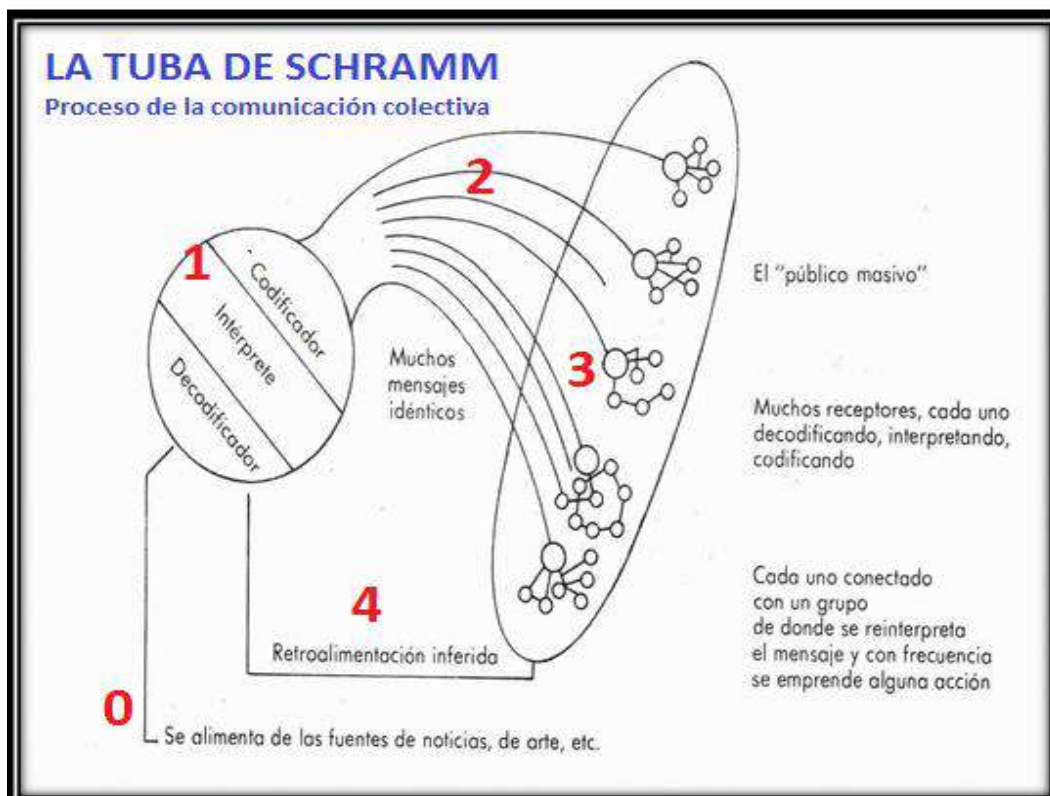 LA TUBA DE SCHRAMM
Proceso de la comunicación colectiva
2
1
Codificador
Intérprete
Decodificador
El "público masivo"
3
Muchos
mensajes
idénticos
Muchos receptores, cada uno
decodificando, interpretando,
codificando
4
Retroalimentación inferida
Cada uno conectado
con un grupo
de donde se reinterpreta
el mensaje y con frecuencia
se emprende alguna acción
0
Se alimenta de las fuentes de noticias, de arte, etc.